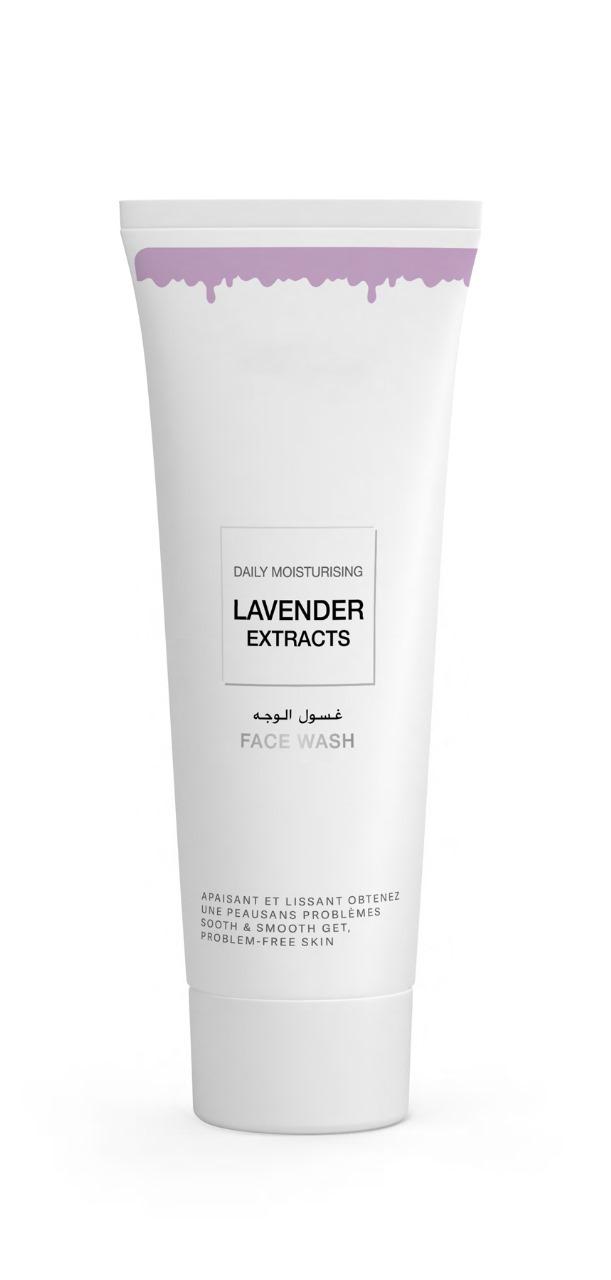 DAILY MOISTURISING
LAVENDER
EXTRACTS
غسول الوجه
FACE WASH
APAISANT ET LISSANT OBTENEZ
UNE PEAUSANS PROBLÈMES
SOOTH & SMOOTH GET,
PROBLEM-FREE SKIN